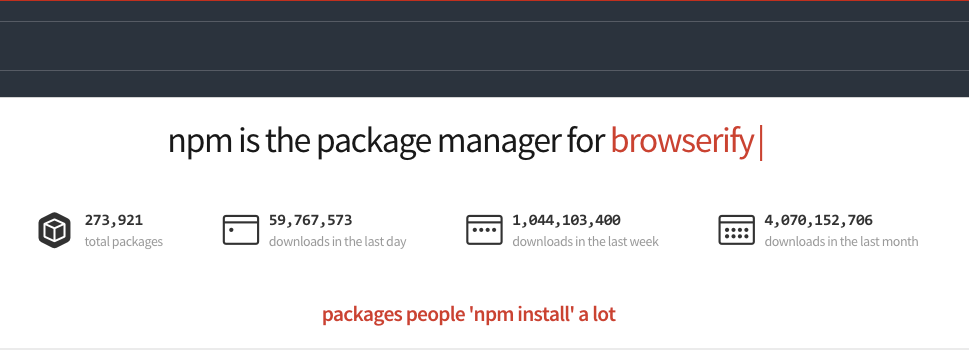 npm is the package manager for browserify|
273,921
total packages
59,767,573
downloads in the last day
1,044,103,400
downloads in the last week
4,070,152,706
downloads in the last month
packages people 'npm install' a lot